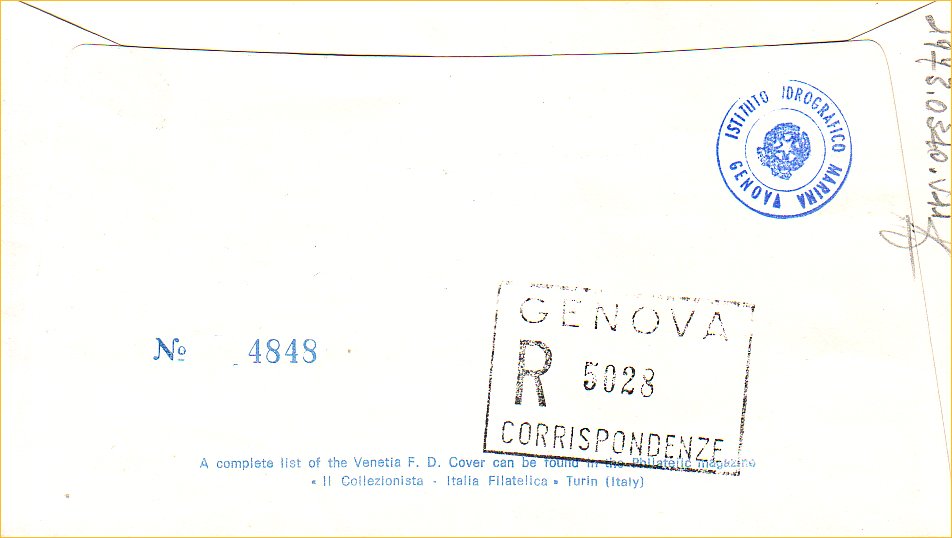 ISTITUTO IDROGRAFICO MARINA
GENOVA
GENOVA
R 5028
CORRISPONDENZE
No 4848
A complete list of the Venetia F. D. Cover can be found in the Philatelic magazine
« Il Collezionista - Italia Filatelica » Turin (Italy)